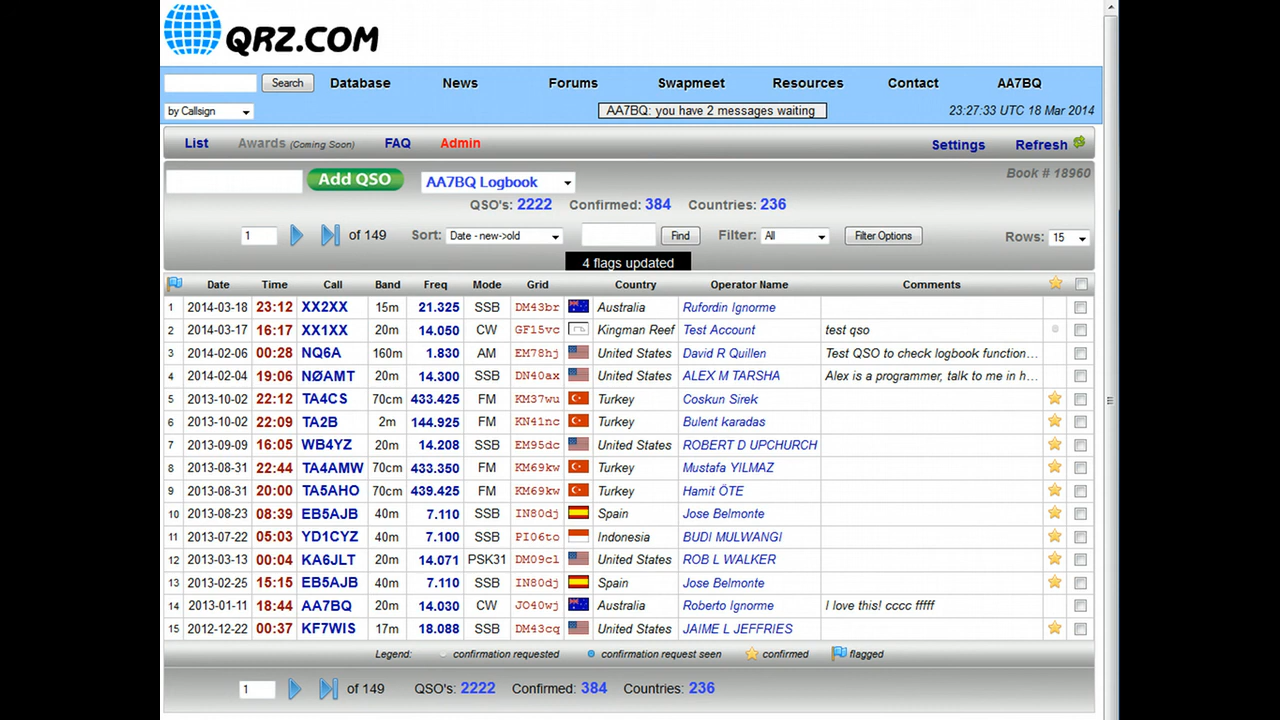 QRZ.COM
Search Database News Forums Swapmeet Resources Contact AA7BQ
by Callsign AA7BQ: you have 2 messages waiting 23:27:33 UTC 18 Mar 2014
List Awards (Coming Soon) FAQ Admin Settings Refresh
Add QSO AA7BQ Logbook Book # 18960
QSO's: 2222 Confirmed: 384 Countries: 236
1 of 149 Sort: Date - new->old Find Filter: All Filter Options Rows: 15
4 flags updated
Date Time Call Band Freq Mode Grid Country Operator Name Comments
1 2014-03-18 23:12 XX2XX 15m 21.325 SSB DM43br Australia Rufordin Ignorme
2 2014-03-17 16:17 XX1XX 20m 14.050 CW GF15vc Kingman Reef Test Account test qso
3 2014-02-06 00:28 NQ6A 160m 1.830 AM EM78hj United States David R Quillen Test QSO to check logbook function...
4 2014-02-04 19:06 NØAMT 20m 14.300 SSB DN40ax United States ALEX M TARSHA Alex is a programmer, talk to me in h...
5 2013-10-02 22:12 TA4CS 70cm 433.425 FM KM37wu Turkey Coskun Sirek
6 2013-10-02 22:09 TA2B 2m 144.925 FM KN41nc Turkey Bulent karadas
7 2013-09-09 16:05 WB4YZ 20m 14.208 SSB EM95dc United States ROBERT D UPCHURCH
8 2013-08-31 22:44 TA4AMW 70cm 433.350 FM KM69kw Turkey Mustafa YILMAZ
9 2013-08-31 20:00 TA5AHO 70cm 439.425 FM KM69kw Turkey Hamit ÖTE
10 2013-08-23 08:39 EB5AJB 40m 7.110 SSB IN80dj Spain Jose Belmonte
11 2013-07-22 05:03 YD1CYZ 40m 7.100 SSB PI06to Indonesia BUDI MULWANGI
12 2013-03-13 00:04 KA6JLT 20m 14.071 PSK31 DM09cl United States ROB L WALKER
13 2013-02-25 15:15 EB5AJB 40m 7.110 SSB IN80dj Spain Jose Belmonte
14 2013-01-11 18:44 AA7BQ 20m 14.030 CW JO40wj Australia Roberto Ignorme I love this! cccc fffff
15 2012-12-22 00:37 KF7WIS 17m 18.088 SSB DM43cq United States JAIME L JEFFRIES
Legend: confirmation requested confirmation request seen confirmed flagged
1 of 149 QSO's: 2222 Confirmed: 384 Countries: 236